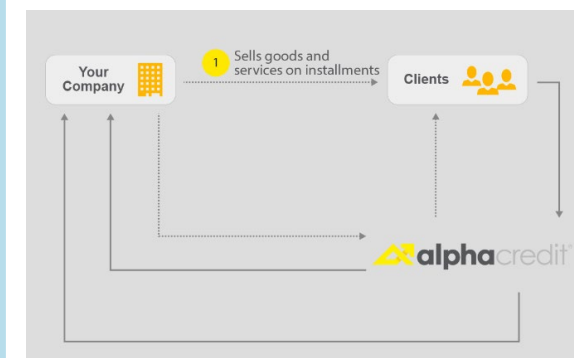 Your
Company
1
Sells goods and
services on installments
Clients
alphacredit®